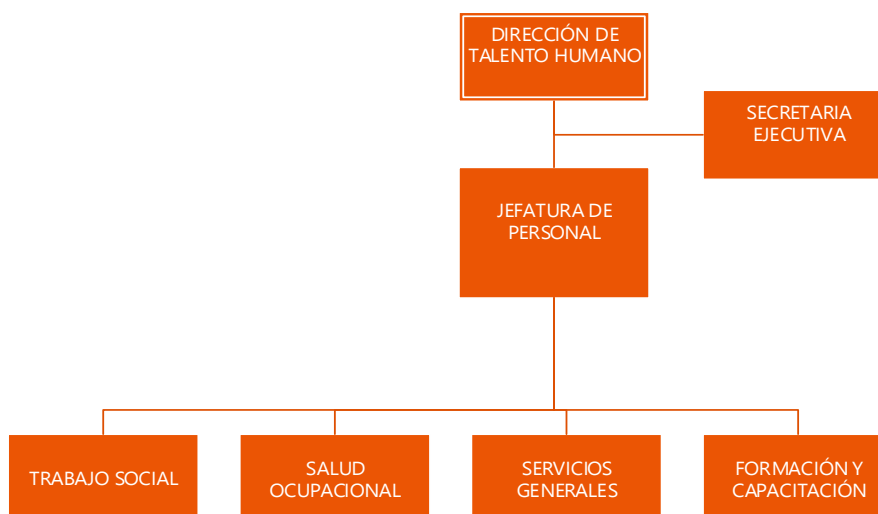 DIRECCIÓN DE
TALENTO HUMANO
SECRETARIA
EJECUTIVA
JEFATURA DE
PERSONAL
TRABAJO SOCIAL
SALUD
OCUPACIONAL
SERVICIOS
GENERALES
FORMACIÓN Y
CAPACITACIÓN